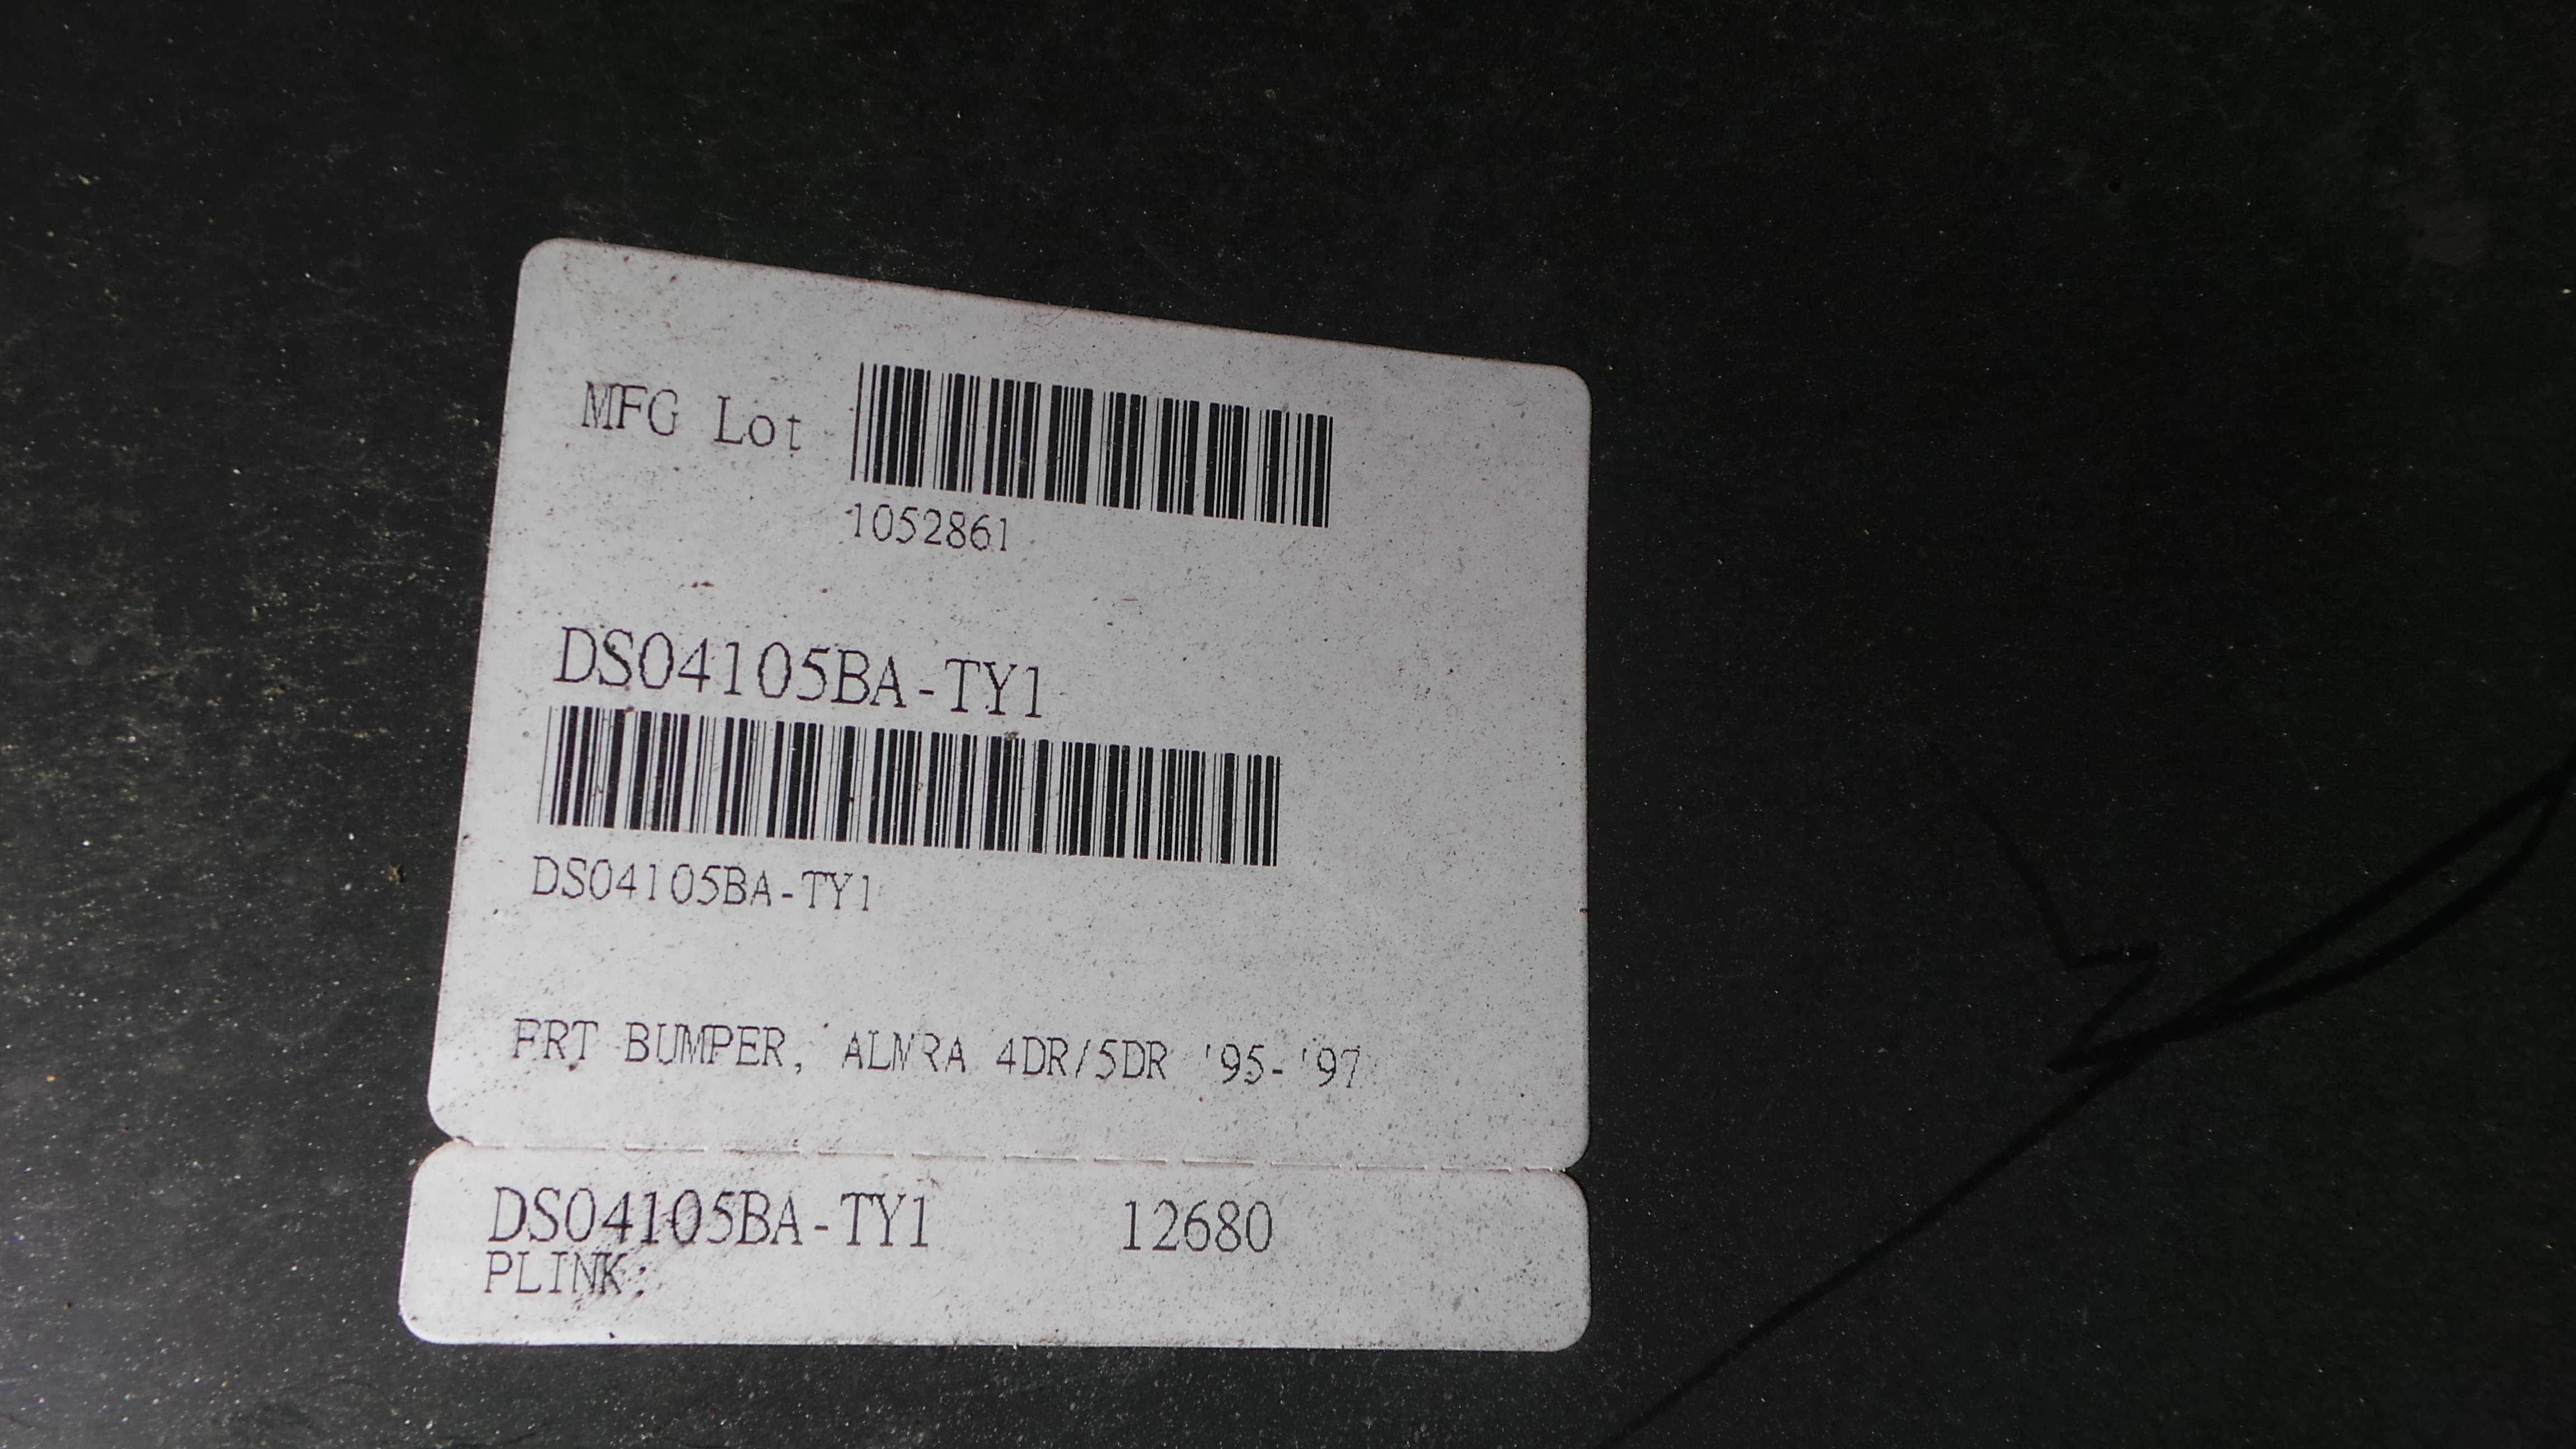 MFG Lot
1052861
DS04105BA-TY1
DS04105BA-TY1
FRT BUMPER, ALMRA 4DR/5DR '95-'97
DS04105BA-TY1 12680
PLINK: